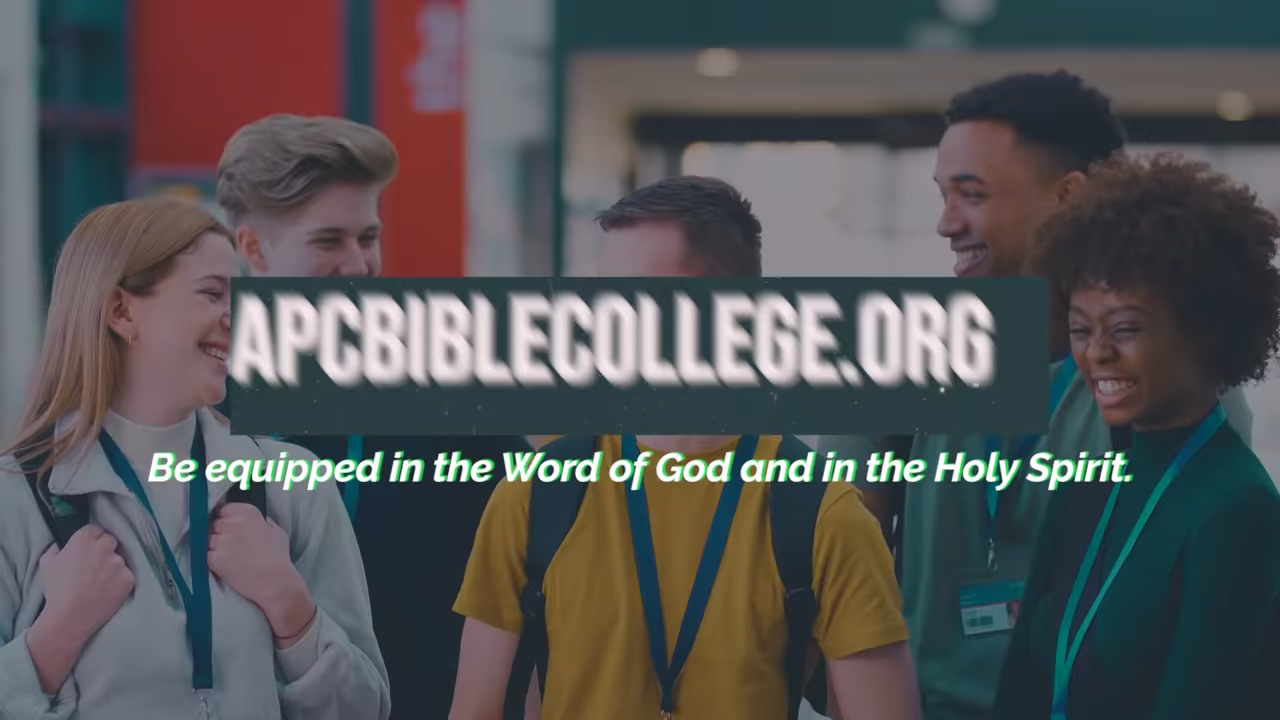 APCBIBLECOLLEGE.ORG
Be equipped in the Word of God and in the Holy Spirit.